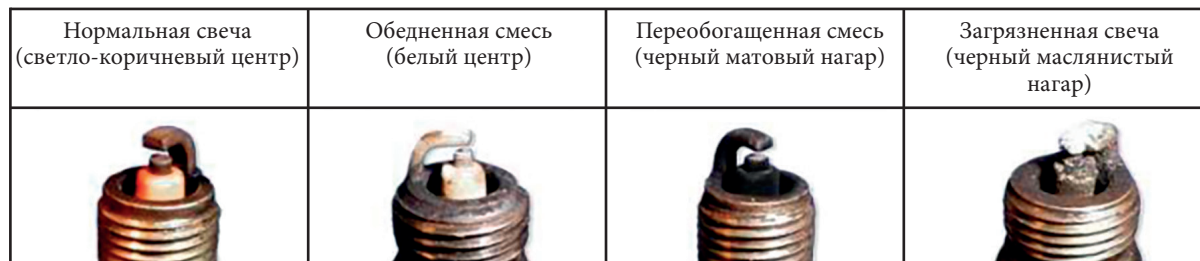 Нормальная свеча
(светло-коричневый центр)
Обедненная смесь
(белый центр)
Переобогащенная смесь
(черный матовый нагар)
Загрязненная свеча
(черный маслянистый
нагар)